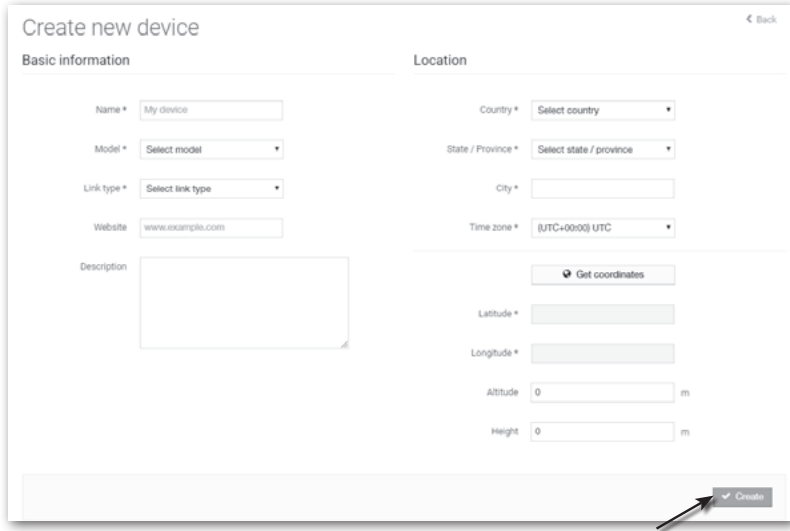 Create new device
Back
Basic information
Name * My device
Model * Select model
Link type * Select link type
Website www.example.com
Description
Location
Country * Select country
State / Province * Select state / province
City *
Time zone * (UTC+00:00) UTC
Get coordinates
Latitude *
Longitude *
Altitude 0 m
Height 0 m
Create